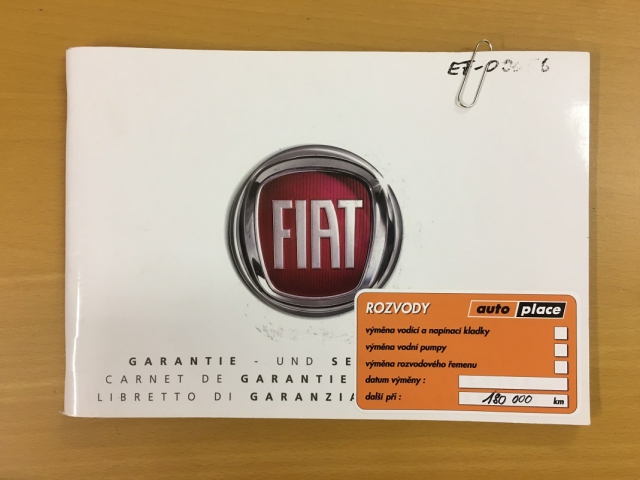 FIAT
GARANTIE - UND
CARNET DE GARANTIE
LIBRETTO DI GARANZIA
ROZVODY
auto place
výměna vodící a napínací kladky
výměna vodní pumpy
výměna rozvodového řemenu
datum výměny :
další při : 180 000 km